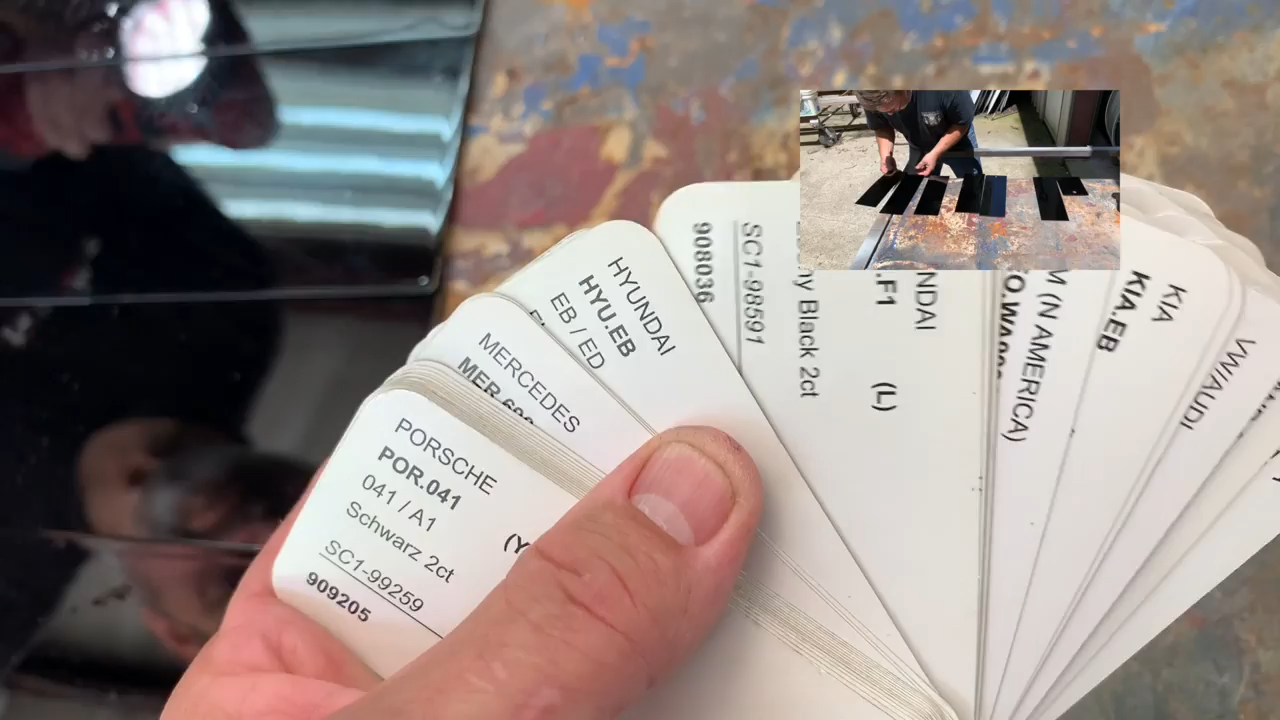 PORSCHE
POR.041
041 / A1
Schwarz 2ct
SC1-99259
909205
MERCEDES
HYUNDAI
HYU.EB
EB / ED
908036
SC1-98591
Black 2ct
(L)
(N AMERICA)
KIA
KIA.EB
VW/AUDI